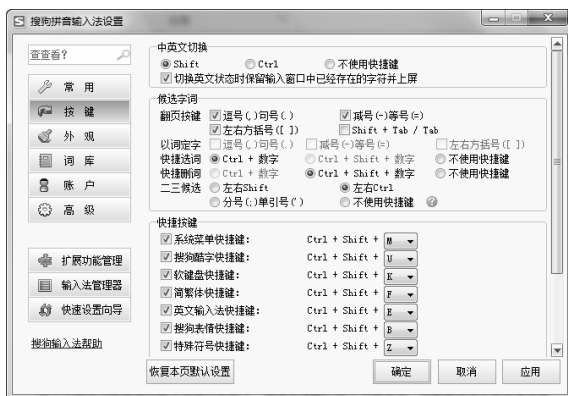 搜狗拼音输入法设置
查查看?
常 用
按 键
外 观
词 库
账 户
高 级
扩展功能管理
输入法管理器
快速设置向导
搜狗输入法帮助
中英文切换
Shift Ctrl 不使用快捷键
切换英文状态时保留输入窗口中已经存在的字符并上屏
候选字词
翻页按键 逗号(,)句号(.) 减号(-)等号(=)
左右方括号([ ]) Shift + Tab / Tab
以词定字 逗号(,)句号(.) 减号(-)等号(=) 左右方括号([ ])
快捷选词 Ctrl + 数字 Ctrl + Shift + 数字 不使用快捷键
快捷删词 Ctrl + 数字 Ctrl + Shift + 数字 不使用快捷键
二三候选 左右Shift 左右Ctrl
分号(;)单引号(') 不使用快捷键
快捷按键
系统菜单快捷键: Ctrl + Shift + M
搜狗酷字快捷键: Ctrl + Shift + U
软键盘快捷键: Ctrl + Shift + K
简繁体快捷键: Ctrl + Shift + F
英文输入法快捷键: Ctrl + Shift + E
搜狗表情快捷键: Ctrl + Shift + B
特殊符号快捷键: Ctrl + Shift + Z
恢复本页默认设置 确定 取消 应用